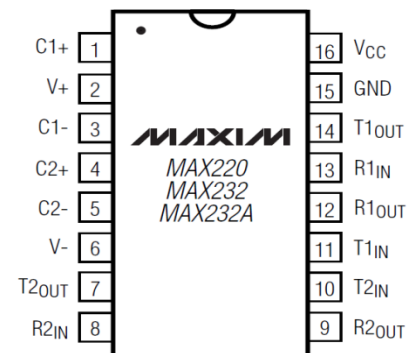 C1+ 1 16 VCC
V+ 2 15 GND
C1- 3 MAXIM 14 T1OUT
C2+ 4 MAX220 13 R1IN
MAX232
C2- 5 MAX232A 12 R1OUT
V- 6 11 T1IN
T2OUT 7 10 T2IN
R2IN 8 9 R2OUT